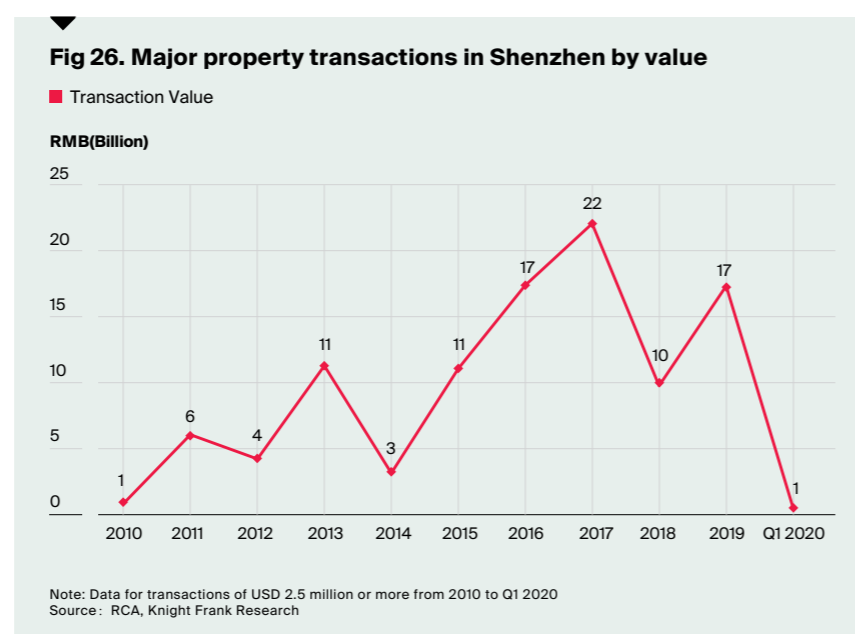 Fig 26. Major property transactions in Shenzhen by value
Transaction Value
RMB(Billion)
25
20
15
10
5
0
1
6
4
11
3
11
17
22
10
17
1
2010 2011 2012 2013 2014 2015 2016 2017 2018 2019 Q1 2020
Note: Data for transactions of USD 2.5 million or more from 2010 to Q1 2020
Source: RCA, Knight Frank Research